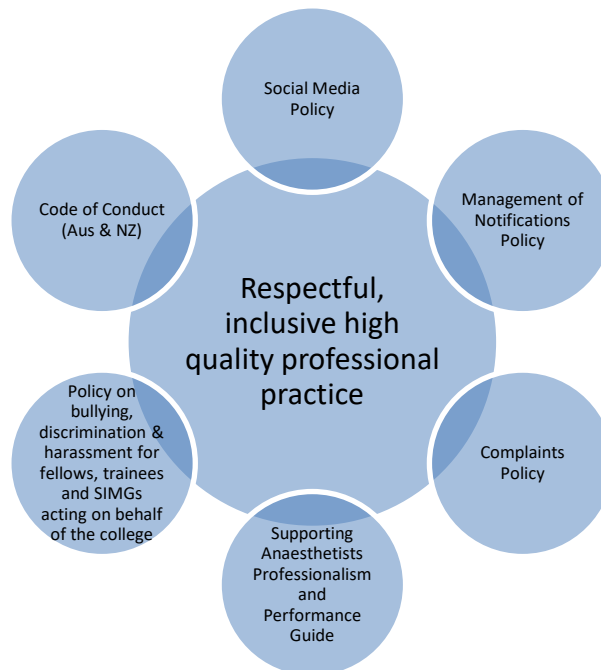 Social Media
Policy
Management of
Notifications
Policy
Complaints
Policy
Supporting
Anaesthetists
Professionalism
and
Performance
Guide
Policy on
bullying,
discrimination &
harassment for
fellows, trainees
and SIMGs
acting on behalf
of the college
Code of Conduct
(Aus & NZ)
Respectful,
inclusive high
quality professional
practice